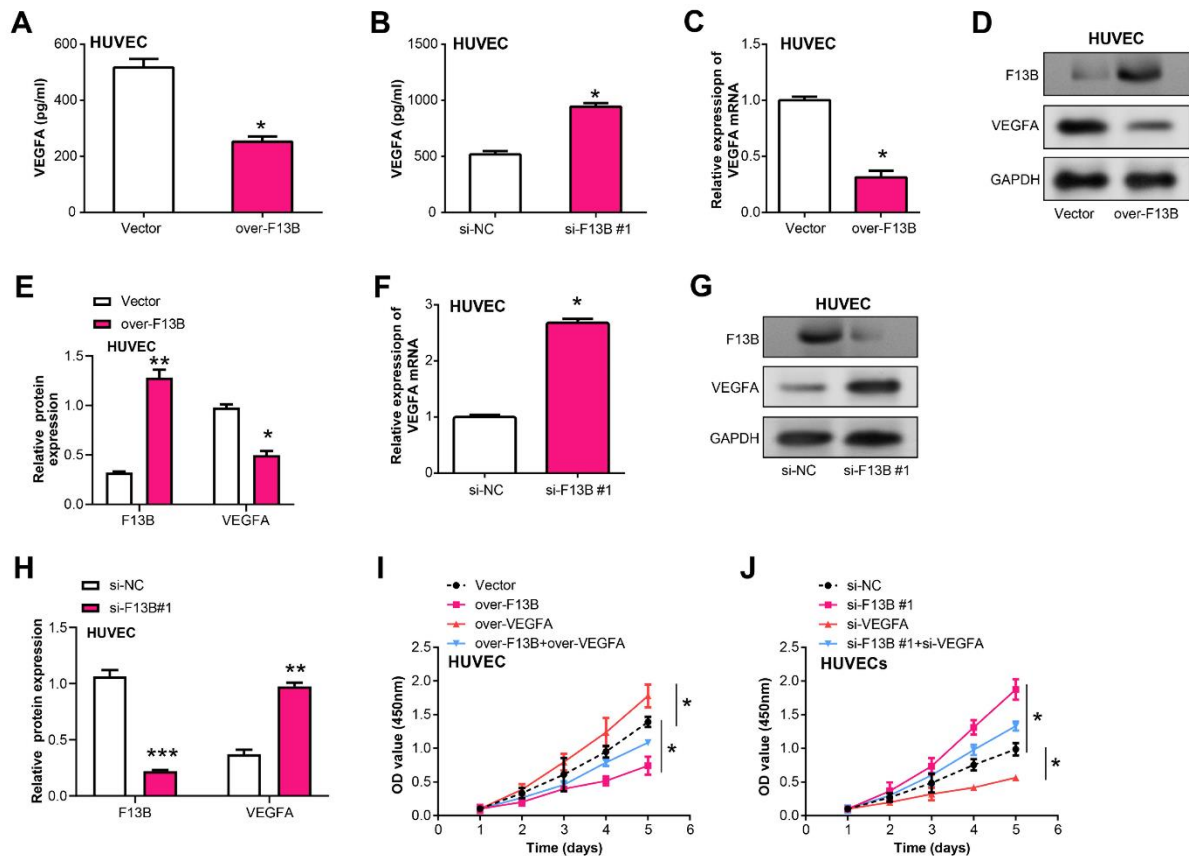 A
HUVEC
VEGFA (pg/ml)
600
400
200
0
*
Vector
over-F13B
B
HUVEC
VEGFA (pg/ml)
1500
1000
500
0
*
si-NC
si-F13B #1
C
HUVEC
Relative expressiopn of
VEGFA mRNA
1.5
1.0
0.5
0.0
*
Vector
over-F13B
D
HUVEC
F13B
VEGFA
GAPDH
Vector
over-F13B
E
Vector
over-F13B
HUVEC
Relative protein
expression
1.5
1.0
0.5
0.0
**
*
F13B
VEGFA
F
HUVEC
Relative expressiopn of
VEGFA mRNA
3
2
1
0
*
si-NC
si-F13B #1
G
HUVEC
F13B
VEGFA
GAPDH
si-NC
si-F13B #1
H
si-NC
si-F13B#1
HUVEC
Relative protein expression
1.5
1.0
0.5
0.0
***
**
F13B
VEGFA
I
Vector
over-F13B
over-VEGFA
over-F13B+over-VEGFA
HUVEC
OD value (450nm)
2.5
2.0
1.5
1.0
0.5
0.0
*
*
0 1 2 3 4 5 6
Time (days)
J
si-NC
si-F13B #1
si-VEGFA
si-F13B #1+si-VEGFA
HUVECs
OD value (450nm)
2.5
2.0
1.5
1.0
0.5
0.0
*
*
0 1 2 3 4 5 6
Time (days)